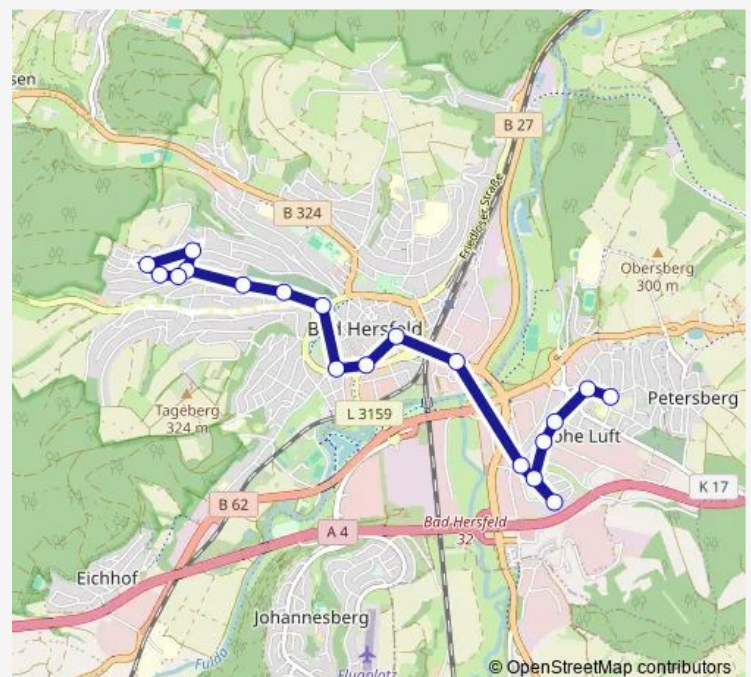 sen
B 27
B 324
Friedloser Straße
Obersberg
300 m
Bad Hersfeld
Tageberg
324 m
L 3159
Petersberg
ohe Luft
K 17
B 62
A 4
Bad Hersfeld
32
Eichhof
Johannesberg
Fulda
Flugplatz
© OpenStreetMap contributors